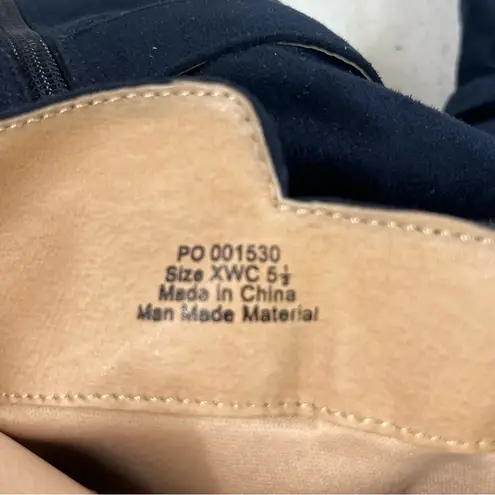 PO 001530
Size XWC 5½
Made in China
Man Made Material